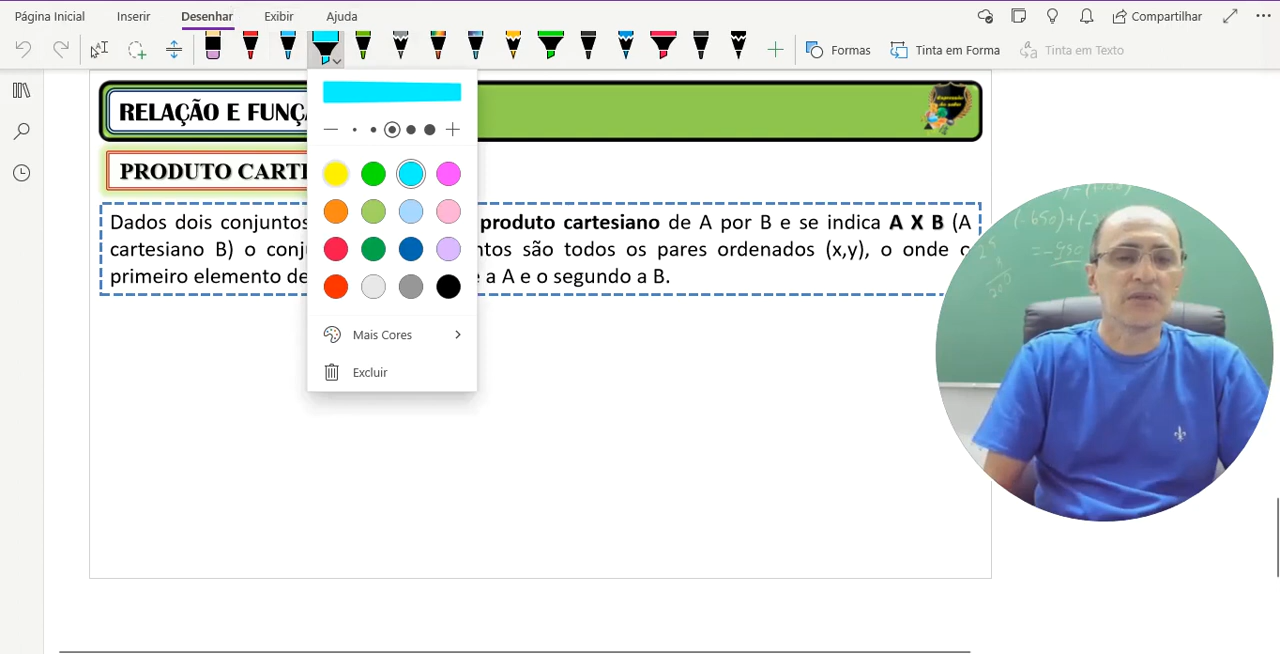 Página Inicial Inserir Desenhar Exibir Ajuda Compartilhar
Formas Tinta em Forma Tinta em Texto
RELAÇÃO E FUNÇ
PRODUTO CARTE
Dados dois conjuntos produto cartesiano de A por B e se indica A X B (A
cartesiano B) o conj ntos são todos os pares ordenados (x,y), o onde o
primeiro elemento de e a A e o segundo a B.
Mais Cores
Excluir